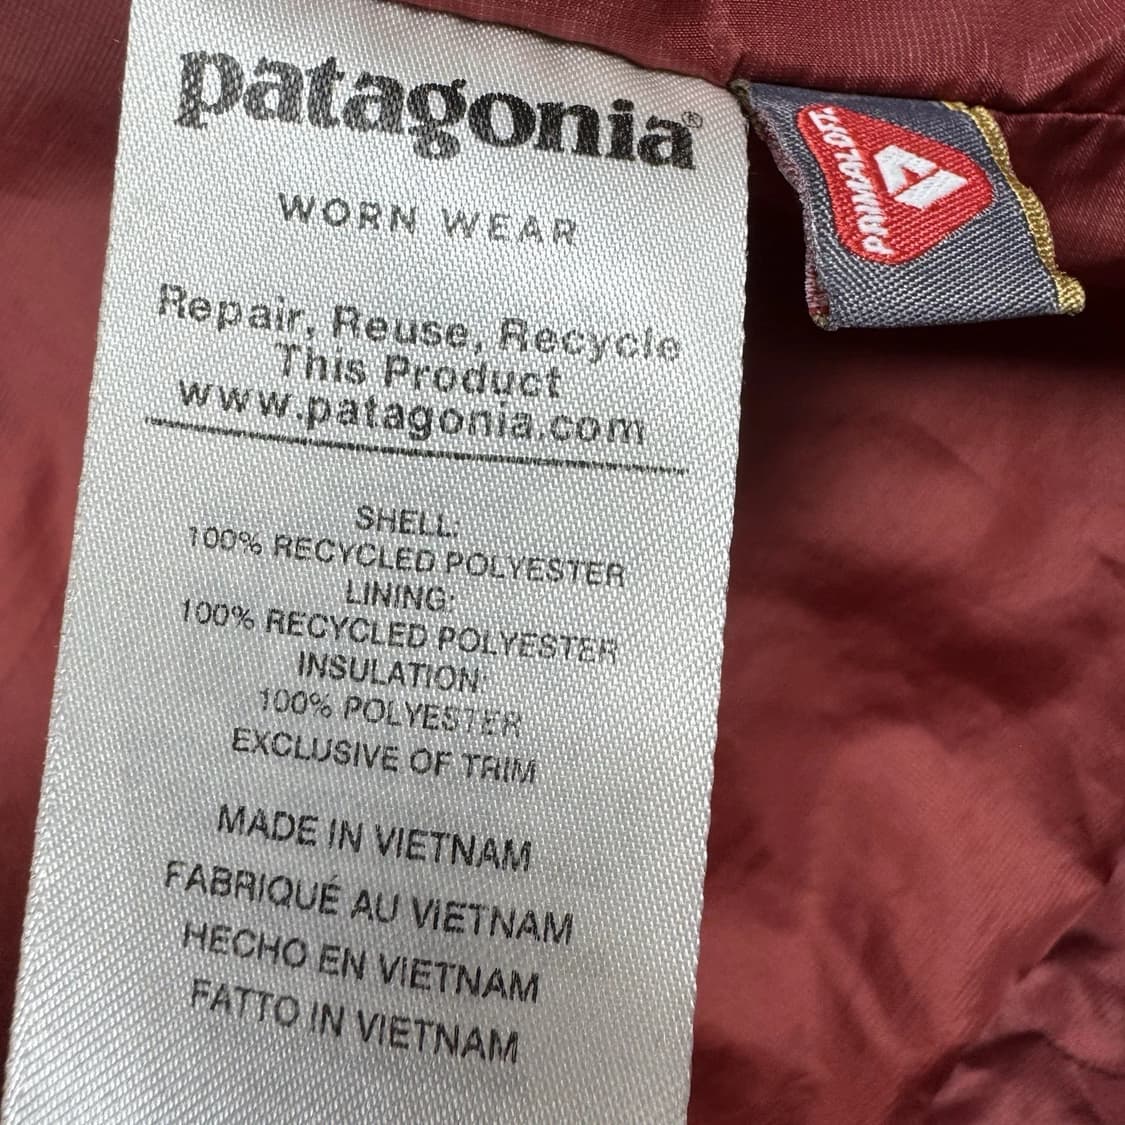 patagonia®
WORN WEAR
Repair, Reuse, Recycle
This Product
www.patagonia.com
SHELL:
100% RECYCLED POLYESTER
LINING:
100% RECYCLED POLYESTER
INSULATION:
100% POLYESTER
EXCLUSIVE OF TRIM
MADE IN VIETNAM
FABRIQUÉ AU VIETNAM
HECHO EN VIETNAM
FATTO IN VIETNAM
PRIMALOFT